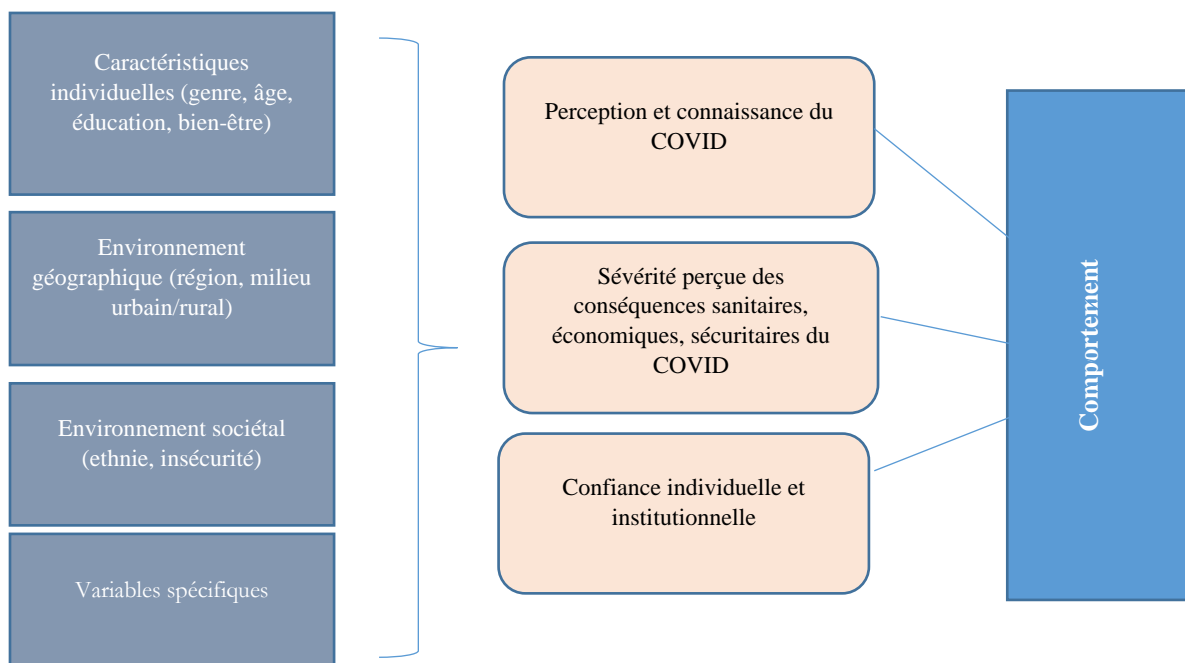 Caractéristiques
individuelles (genre, âge,
éducation, bien-être)
Environnement
géographique (région, milieu
urbain/rural)
Environnement sociétal
(ethnie, insécurité)
Variables spécifiques
Perception et connaissance du
COVID
Sévérité perçue des
conséquences sanitaires,
économiques, sécuritaires du
COVID
Confiance individuelle et
institutionnelle
Comportement